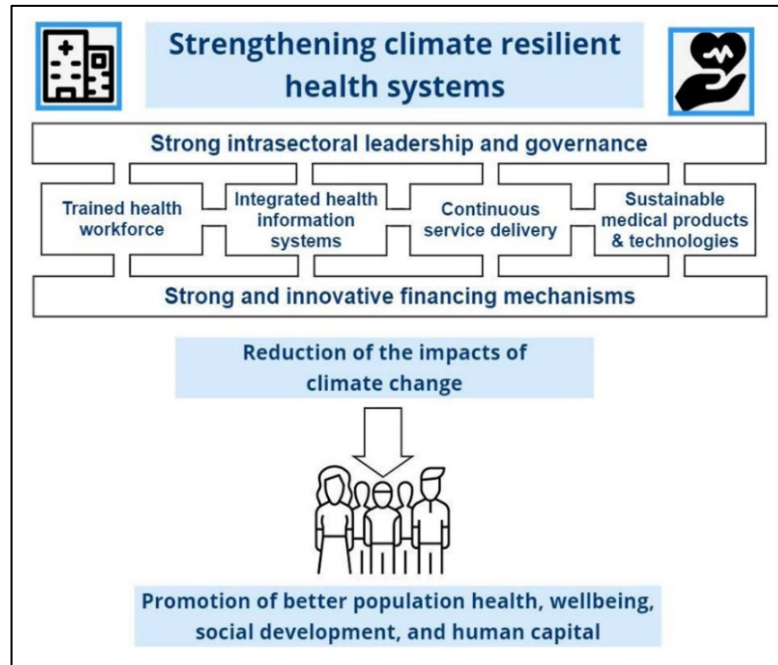 Strengthening climate resilient
health systems
Strong intrasectoral leadership and governance
Trained health
workforce
Integrated health
information
systems
Continuous
service delivery
Sustainable
medical products
& technologies
Strong and innovative financing mechanisms
Reduction of the impacts of
climate change
Promotion of better population health, wellbeing,
social development, and human capital